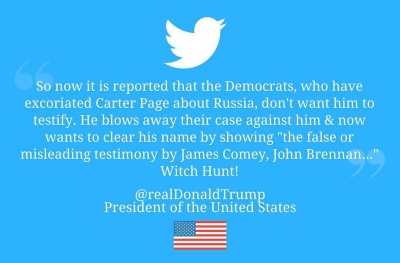 So now it is reported that the Democrats, who have
excoriated Carter Page about Russia, don't want him to
testify. He blows away their case against him & now
wants to clear his name by showing "the false or
misleading testimony by James Comey, John Brennan..."
Witch Hunt!
@realDonaldTrump
President of the United States